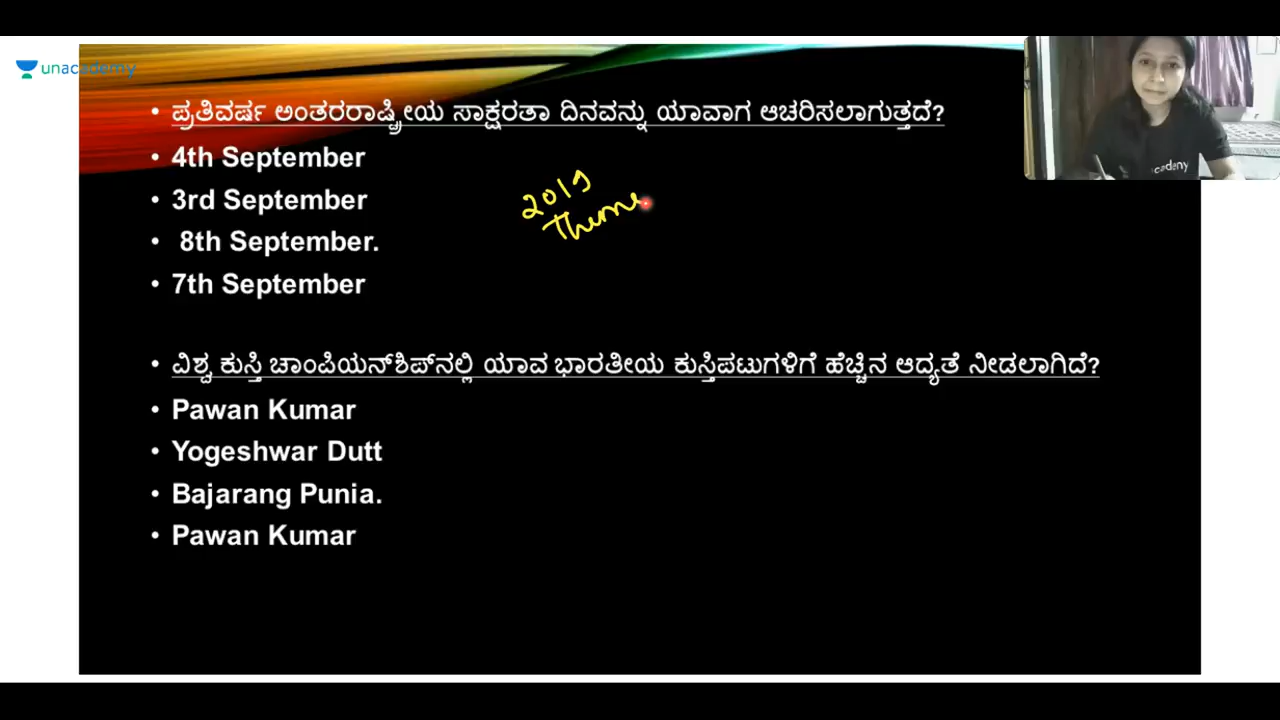 unacademy
• ಪ್ರತಿವರ್ಷ ಅಂತರರಾಷ್ಟ್ರೀಯ ಸಾಕ್ಷರತಾ ದಿನವನ್ನು ಯಾವಾಗ ಆಚರಿಸಲಾಗುತ್ತದೆ?
• 4th September
• 3rd September
• 8th September.
• 7th September
2019
Theme
• ವಿಶ್ವ ಕುಸ್ತಿ ಚಾಂಪಿಯನ್‌ಶಿಪ್‌ನಲ್ಲಿ ಯಾವ ಭಾರತೀಯ ಕುಸ್ತಿಪಟುಗಳಿಗೆ ಹೆಚ್ಚಿನ ಆದ್ಯತೆ ನೀಡಲಾಗಿದೆ?
• Pawan Kumar
• Yogeshwar Dutt
• Bajarang Punia.
• Pawan Kumar